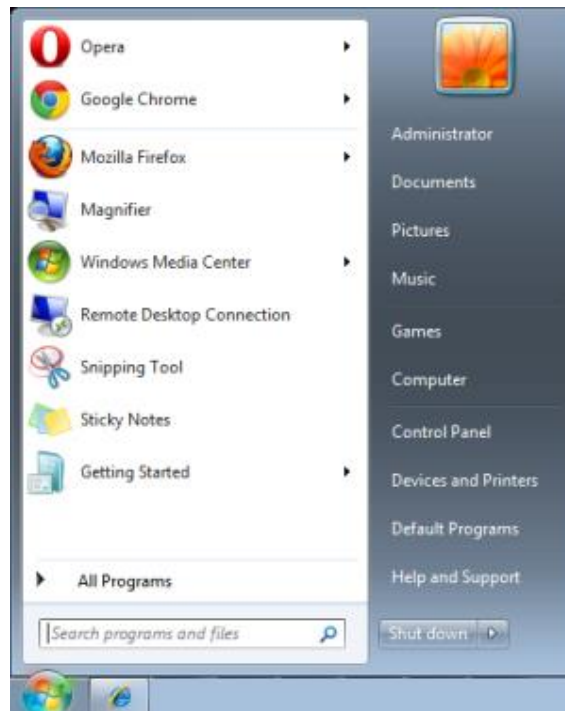 Opera
Google Chrome
Mozilla Firefox
Magnifier
Windows Media Center
Remote Desktop Connection
Snipping Tool
Sticky Notes
Getting Started
All Programs
Search programs and files
Administrator
Documents
Pictures
Music
Games
Computer
Control Panel
Devices and Printers
Default Programs
Help and Support
Shut down